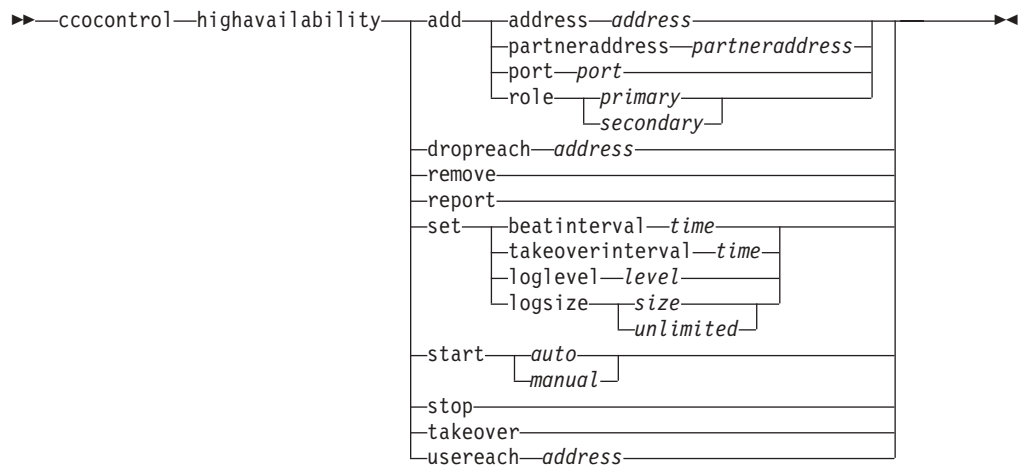 ccocontrol highavailability add address address
partneraddress partneraddress
port port
role primary
secondary
dropreach address
remove
report
set beatinterval time
takeoverinterval time
loglevel level
logsize size
unlimited
start auto
manual
stop
takeover
usereach address